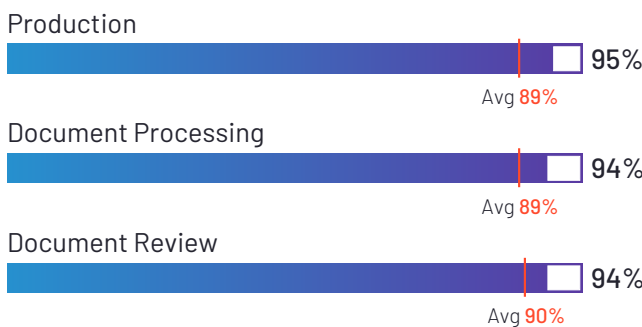 Production
95%
Avg 89%
Document Processing
94%
Avg 89%
Document Review
94%
Avg 90%